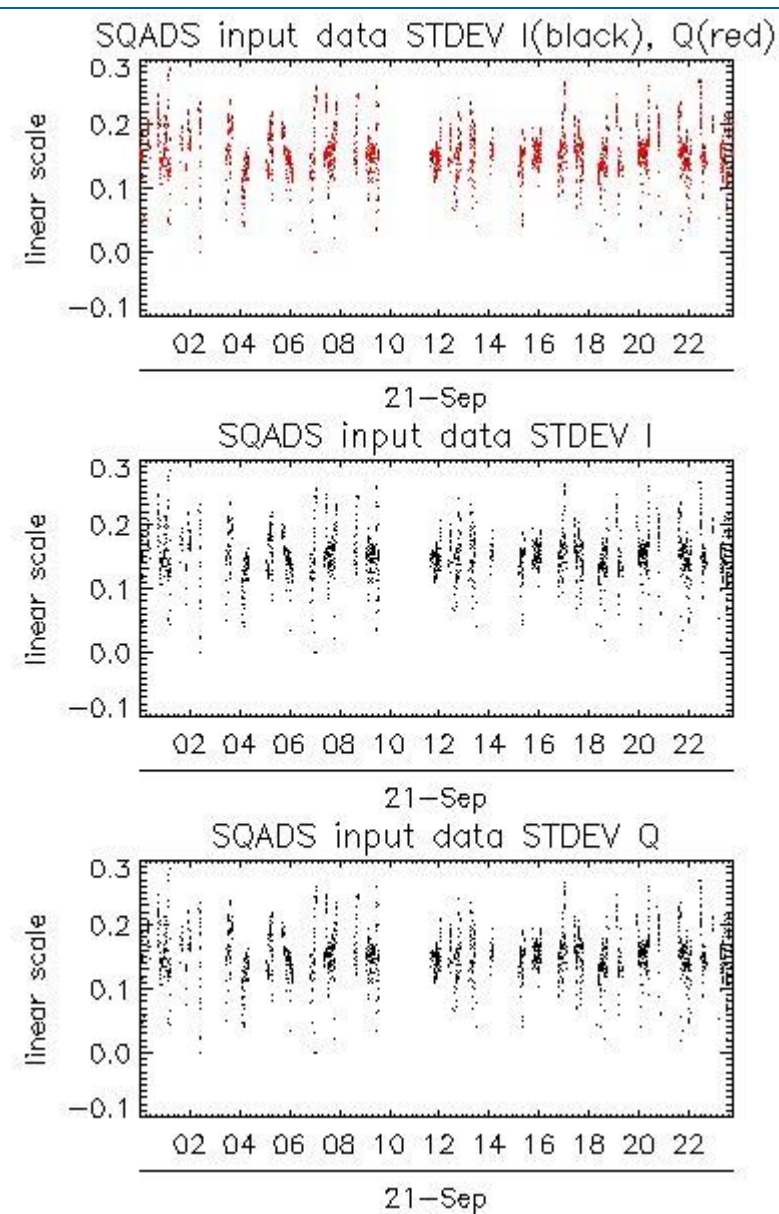 SQADS input data STDEV I(black), Q(red)
0.3
0.2
0.1
0.0
−0.1
linear scale
02 04 06 08 10 12 14 16 18 20 22
21−Sep
SQADS input data STDEV I
0.3
0.2
0.1
0.0
−0.1
linear scale
02 04 06 08 10 12 14 16 18 20 22
21−Sep
SQADS input data STDEV Q
0.3
0.2
0.1
0.0
−0.1
linear scale
02 04 06 08 10 12 14 16 18 20 22
21−Sep